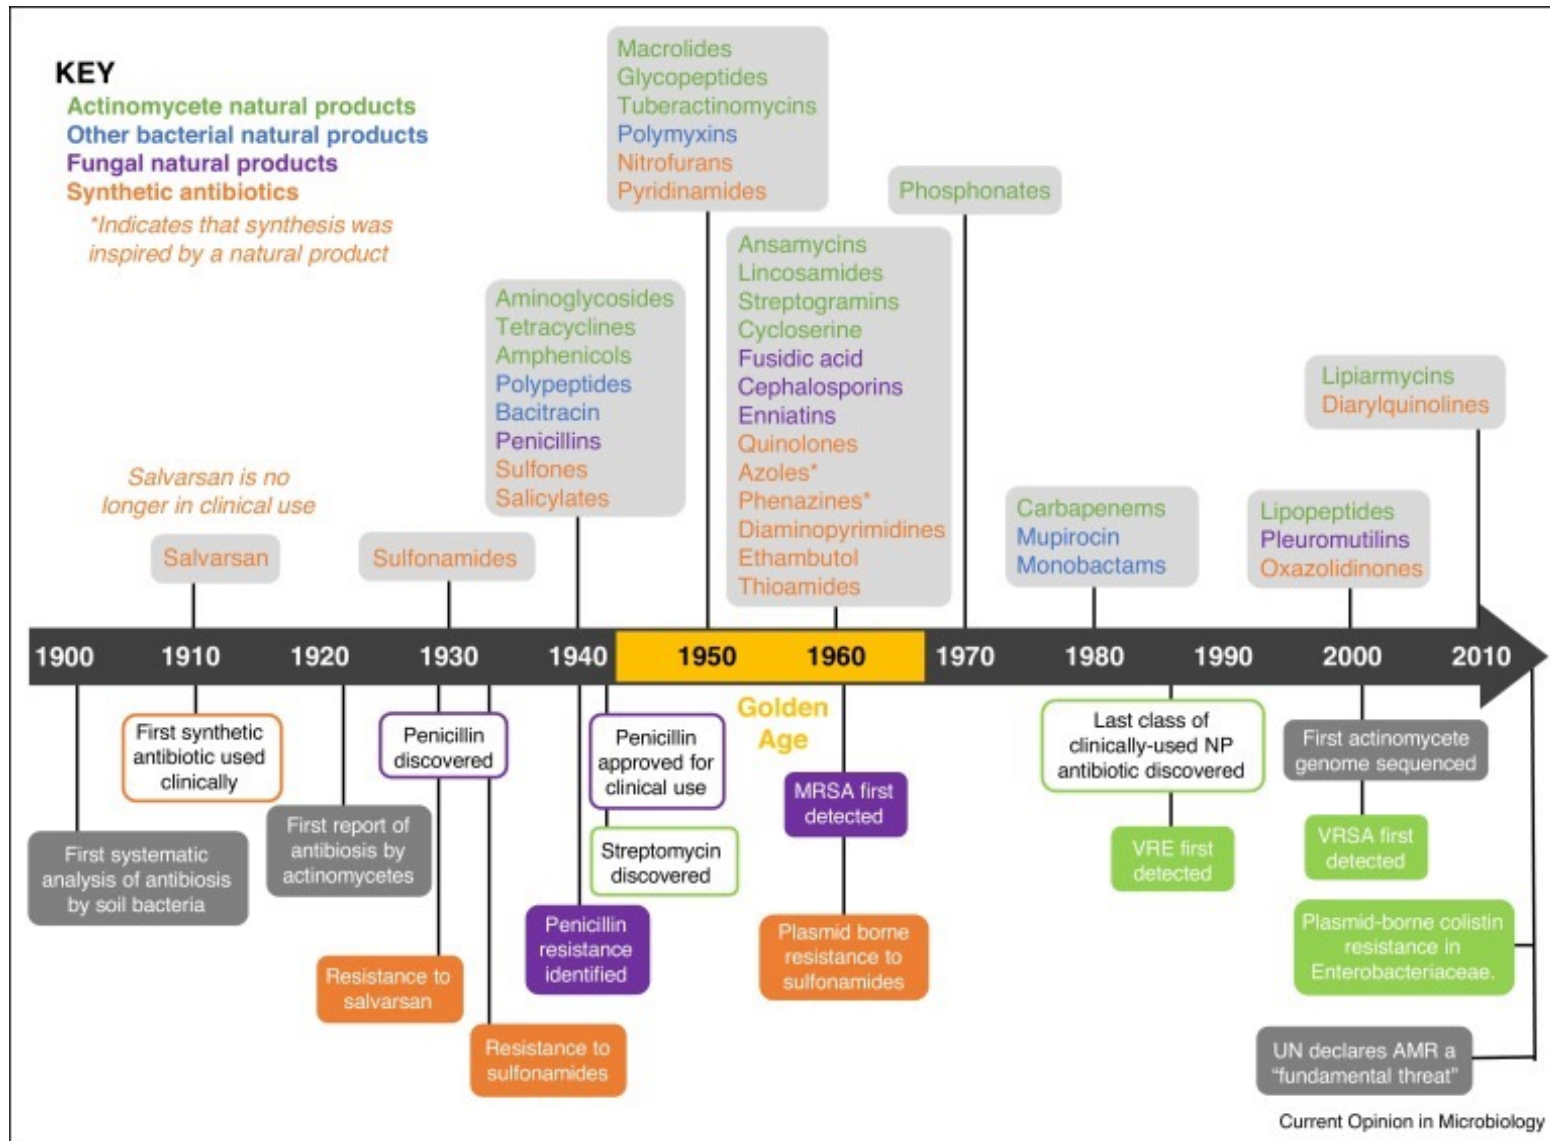 KEY
Actinomycete natural products
Other bacterial natural products
Fungal natural products
Synthetic antibiotics
*Indicates that synthesis was
inspired by a natural product
Macrolides
Glycopeptides
Tuberactinomycins
Polymyxins
Nitrofurans
Pyridinamides
Phosphonates
Ansamycins
Lincosamides
Streptogramins
Cycloserine
Fusidic acid
Cephalosporins
Enniatins
Quinolones
Azoles*
Phenazines*
Diaminopyrimidines
Ethambutol
Thioamides
Aminoglycosides
Tetracyclines
Amphenicols
Polypeptides
Bacitracin
Penicillins
Sulfones
Salicylates
Lipiarmycins
Diarylquinolines
Salvarsan is no
longer in clinical use
Salvarsan
Sulfonamides
Carbapenems
Mupirocin
Monobactams
Lipopeptides
Pleuromutilins
Oxazolidinones
1900 1910 1920 1930 1940 1950 1960 1970 1980 1990 2000 2010
Golden
Age
First synthetic
antibiotic used
clinically
Penicillin
discovered
Penicillin
approved for
clinical use
Last class of
clinically-used NP
antibiotic discovered
First actinomycete
genome sequenced
MRSA first
detected
First systematic
analysis of antibiosis
by soil bacteria
First report of
antibiosis by
actinomycetes
Streptomycin
discovered
VRE first
detected
VRSA first
detected
Penicillin
resistance
identified
Plasmid borne
resistance to
sulfonamides
Plasmid-borne colistin
resistance in
Enterobacteriaceae.
Resistance to
salvarsan
Resistance to
sulfonamides
UN declares AMR a
"fundamental threat"
Current Opinion in Microbiology